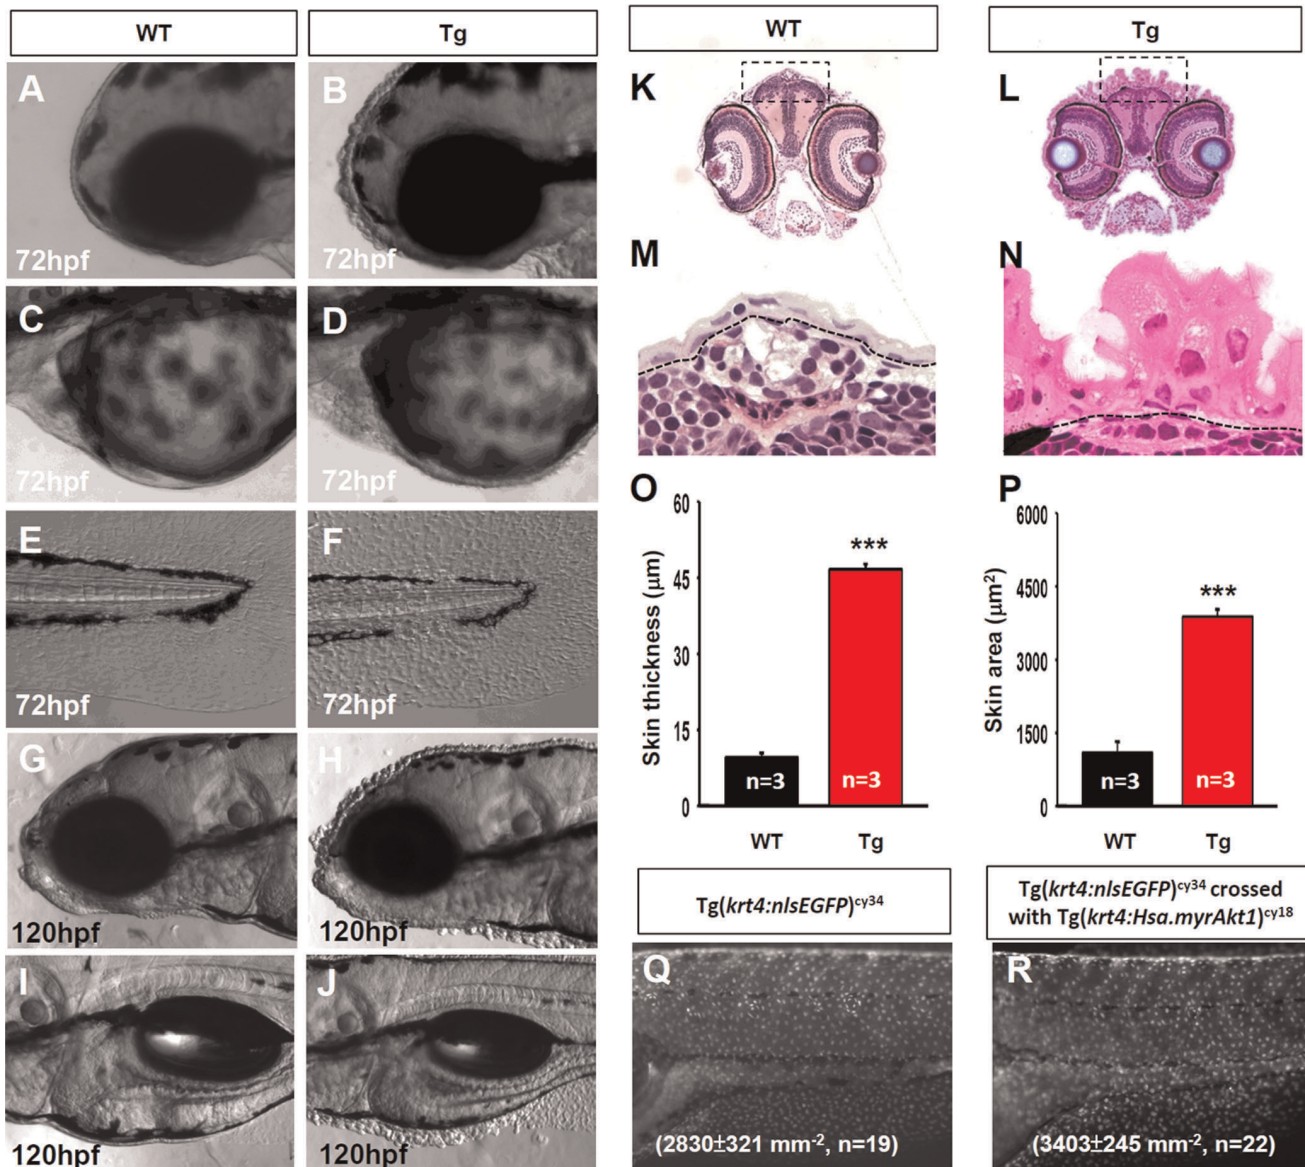 WT
Tg
A
72hpf
B
72hpf
C
72hpf
D
72hpf
E
72hpf
F
72hpf
G
120hpf
H
120hpf
I
120hpf
J
120hpf
WT
Tg
K
L
M
N
O
Skin thickness (μm)
60
45
30
15
0
***
n=3
n=3
WT
Tg
P
Skin area (μm²)
6000
4500
3000
1500
0
***
n=3
n=3
WT
Tg
Tg(krt4:nlsEGFP)cy34
Tg(krt4:nlsEGFP)cy34 crossed
with Tg(krt4:Hsa.myrAkt1)cy18
Q
(2830±321 mm-2, n=19)
R
(3403±245 mm-2, n=22)